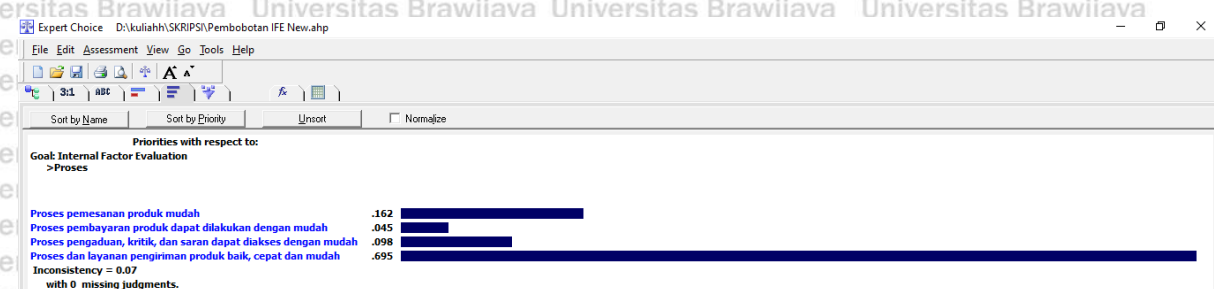 ersitas Brawijaya Universitas Brawijaya Universitas Brawijaya Universitas Brawijaya
Expert Choice D:\kuliahh\SKRIPSI\Pembobotan IFE New.ahp
File Edit Assessment View Go Tools Help
A A
3:1 ABC fx
Sort by Name Sort by Priority Unsort Normalize
Priorities with respect to:
Goal: Internal Factor Evaluation
>Proses
Proses pemesanan produk mudah .162
Proses pembayaran produk dapat dilakukan dengan mudah .045
Proses pengaduan, kritik, dan saran dapat diakses dengan mudah .098
Proses dan layanan pengiriman produk baik, cepat dan mudah .695
Inconsistency = 0.07
with 0 missing judgments.